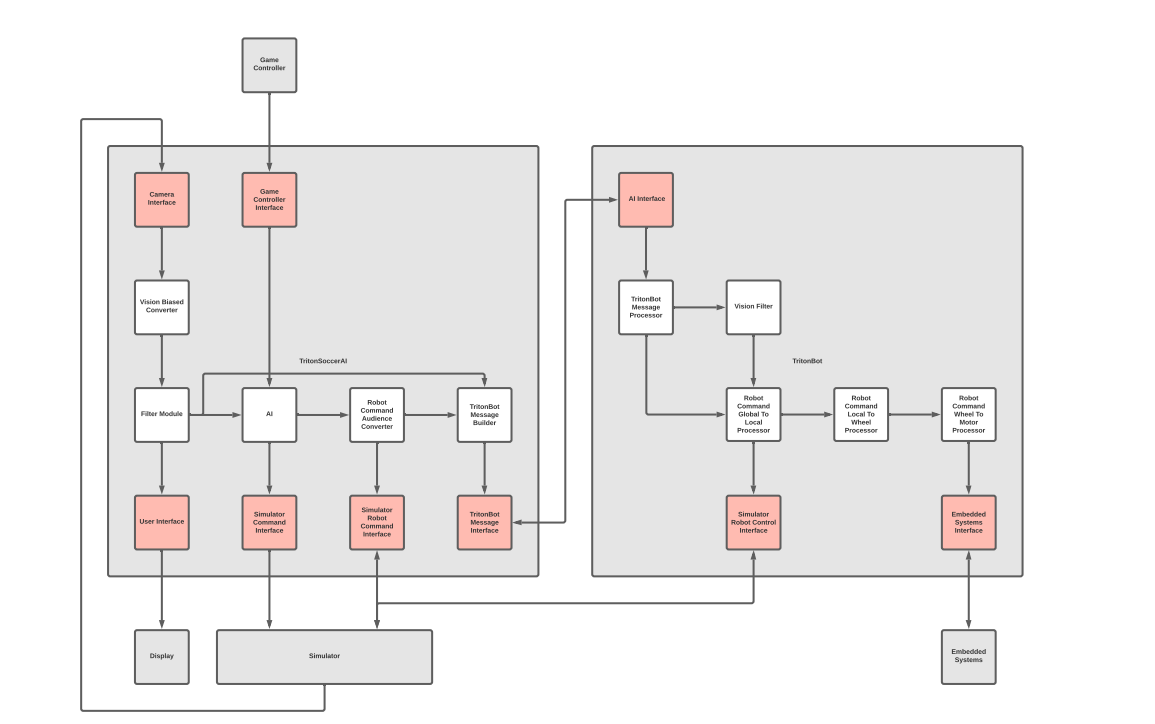 Game
Controller
Camera
Interface
Game
Controller
Interface
AI Interface
Vision Biased
Converter
TritonBot
Message
Processor
Vision Filter
TritonSoccerAI
TritonBot
Filter Module
AI
Robot
Command
Audience
Converter
TritonBot
Message
Builder
Robot
Command
Global To
Local
Processor
Robot
Command
Local To
Wheel
Processor
Robot
Command
Wheel To
Motor
Processor
User Interface
Simulator
Command
Interface
Simulator
Robot
Command
Interface
TritonBot
Message
Interface
Simulator
Robot Control
Interface
Embedded
Systems
Interface
Display
Simulator
Embedded
Systems